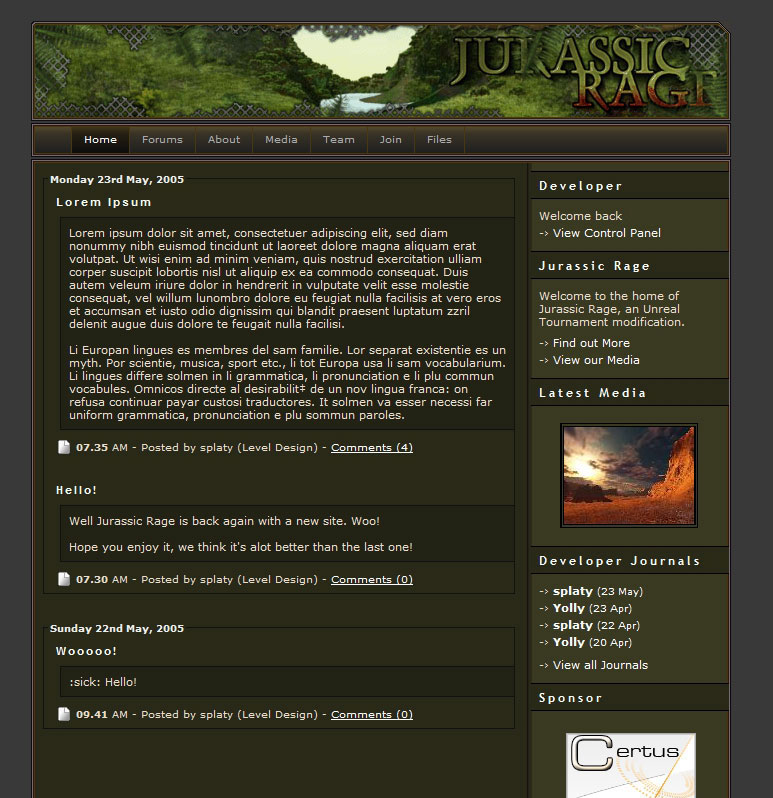 JURASSIC
RAGE
Home Forums About Media Team Join Files
Monday 23rd May, 2005
Lorem Ipsum
Lorem ipsum dolor sit amet, consectetuer adipiscing elit, sed diam
nonummy nibh euismod tincidunt ut laoreet dolore magna aliquam erat
volutpat. Ut wisi enim ad minim veniam, quis nostrud exercitation ulliam
corper suscipit lobortis nisl ut aliquip ex ea commodo consequat. Duis
autem veleum iriure dolor in hendrerit in vulputate velit esse molestie
consequat, vel willum lunombro dolore eu feugiat nulla facilisis at vero eros
et accumsan et iusto odio dignissim qui blandit praesent luptatum zzril
delenit augue duis dolore te feugait nulla facilisi.
Li Europan lingues es membres del sam familie. Lor separat existentie es un
myth. Por scientie, musica, sport etc., li tot Europa usa li sam vocabularium.
Li lingues differe solmen in li grammatica, li pronunciation e li plu commun
vocabules. Omnicos directe al desirabilit‡ de un nov lingua franca: on
refusa continuar payar custosi traductores. It solmen va esser necessi far
uniform grammatica, pronunciation e plu sommun paroles.
07.35 AM - Posted by splaty (Level Design) - Comments (4)
Hello!
Well Jurassic Rage is back again with a new site. Woo!
Hope you enjoy it, we think it's alot better than the last one!
07.30 AM - Posted by splaty (Level Design) - Comments (0)
Sunday 22nd May, 2005
Wooooo!
:sick: Hello!
09.41 AM - Posted by splaty (Level Design) - Comments (0)
Developer
Welcome back
-> View Control Panel
Jurassic Rage
Welcome to the home of
Jurassic Rage, an Unreal
Tournament modification.
-> Find out More
-> View our Media
Latest Media
Developer Journals
-> splaty (23 May)
-> Yolly (23 Apr)
-> splaty (22 Apr)
-> Yolly (20 Apr)
-> View all Journals
Sponsor
Certus